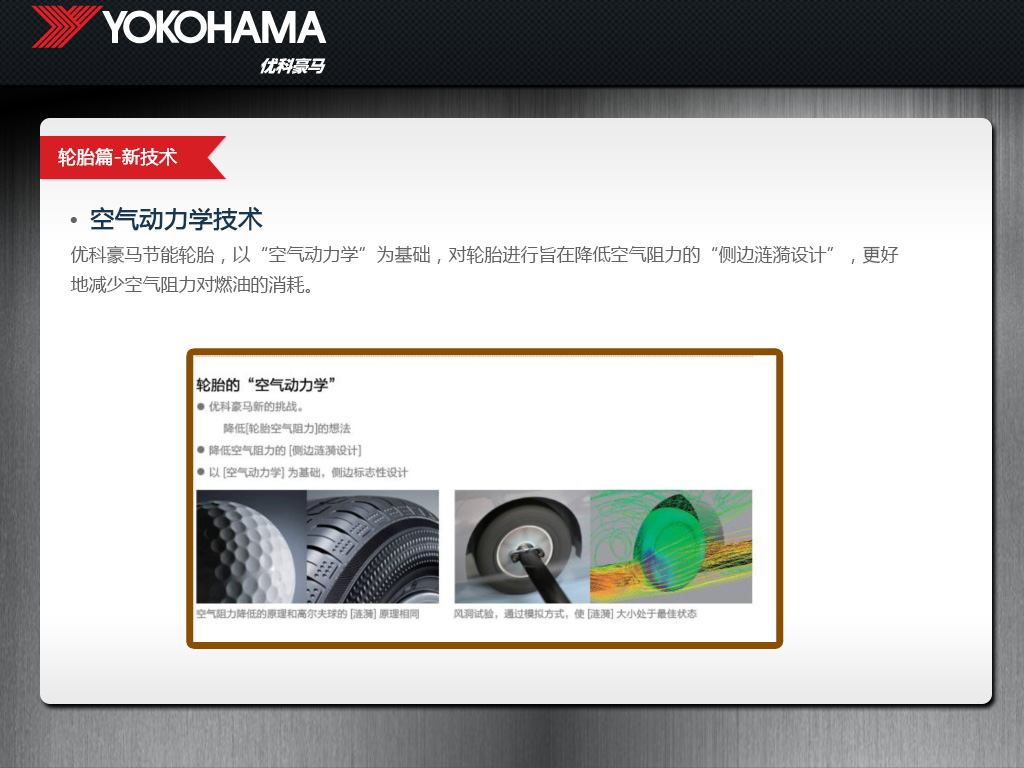 YOKOHAMA
优科豪马
轮胎篇-新技术
• 空气动力学技术
优科豪马节能轮胎，以“空气动力学”为基础，对轮胎进行旨在降低空气阻力的“侧边涟漪设计”，更好
地减少空气阻力对燃油的消耗。
轮胎的“空气动力学”
● 优科豪马新的挑战。
降低[轮胎空气阻力]的想法
● 降低空气阻力的 [侧边涟漪设计]
● 以 [空气动力学] 为基础，侧边标志性设计
空气阻力降低的原理和高尔夫球的 [涟漪] 原理相同
风洞试验，通过模拟方式，使 [涟漪] 大小处于最佳状态